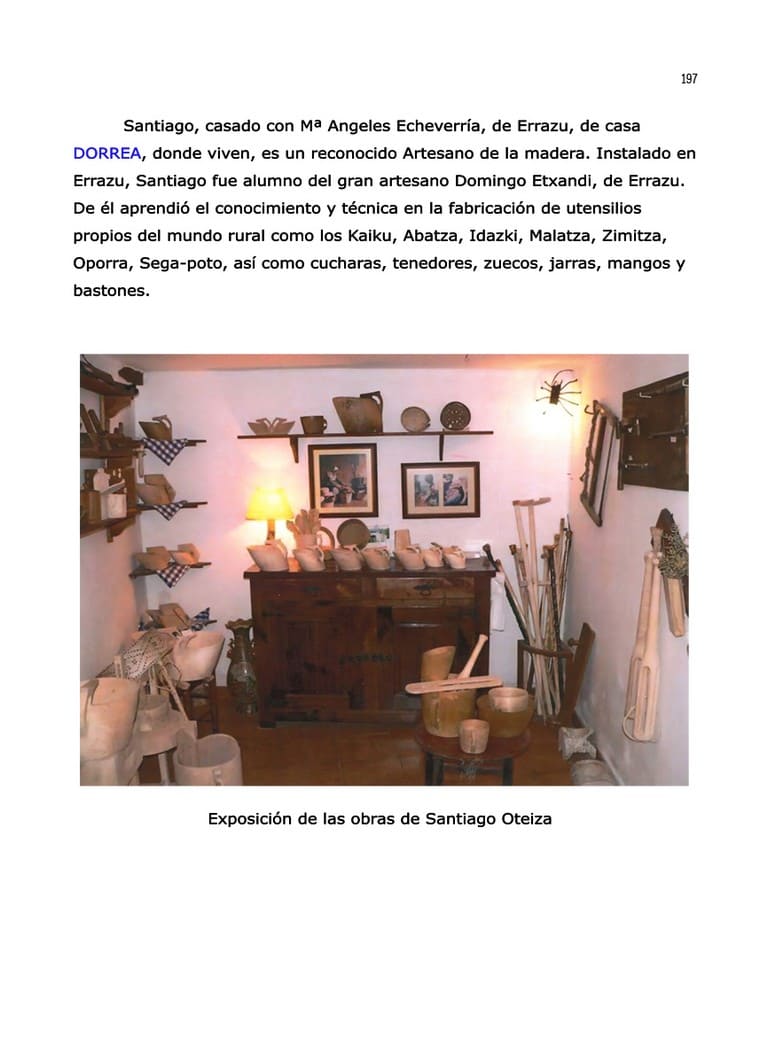 197
Santiago, casado con Mª Angeles Echeverría, de Errazu, de casa
DORREA, donde viven, es un reconocido Artesano de la madera. Instalado en
Errazu, Santiago fue alumno del gran artesano Domingo Etxandi, de Errazu.
De él aprendió el conocimiento y técnica en la fabricación de utensilios
propios del mundo rural como los Kaiku, Abatza, Idazki, Malatza, Zimitza,
Oporra, Sega-poto, así como cucharas, tenedores, zuecos, jarras, mangos y
bastones.
Exposición de las obras de Santiago Oteiza